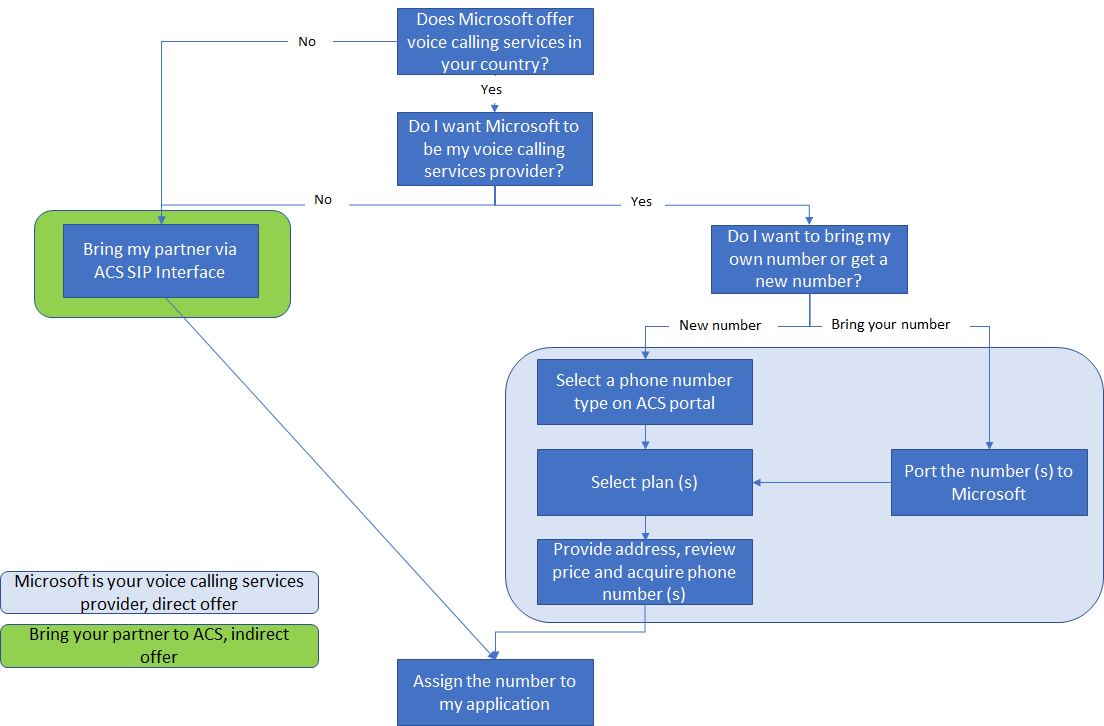 Does Microsoft offer
voice calling services in
your country?
No
Yes
Do I want Microsoft to
be my voice calling
services provider?
No
Yes
Bring my partner via
ACS SIP Interface
Do I want to bring my
own number or get a
new number?
New number
Bring your number
Select a phone number
type on ACS portal
Select plan (s)
Port the number (s) to
Microsoft
Provide address, review
price and acquire phone
number (s)
Microsoft is your voice calling services
provider, direct offer
Bring your partner to ACS, indirect
offer
Assign the number to
my application